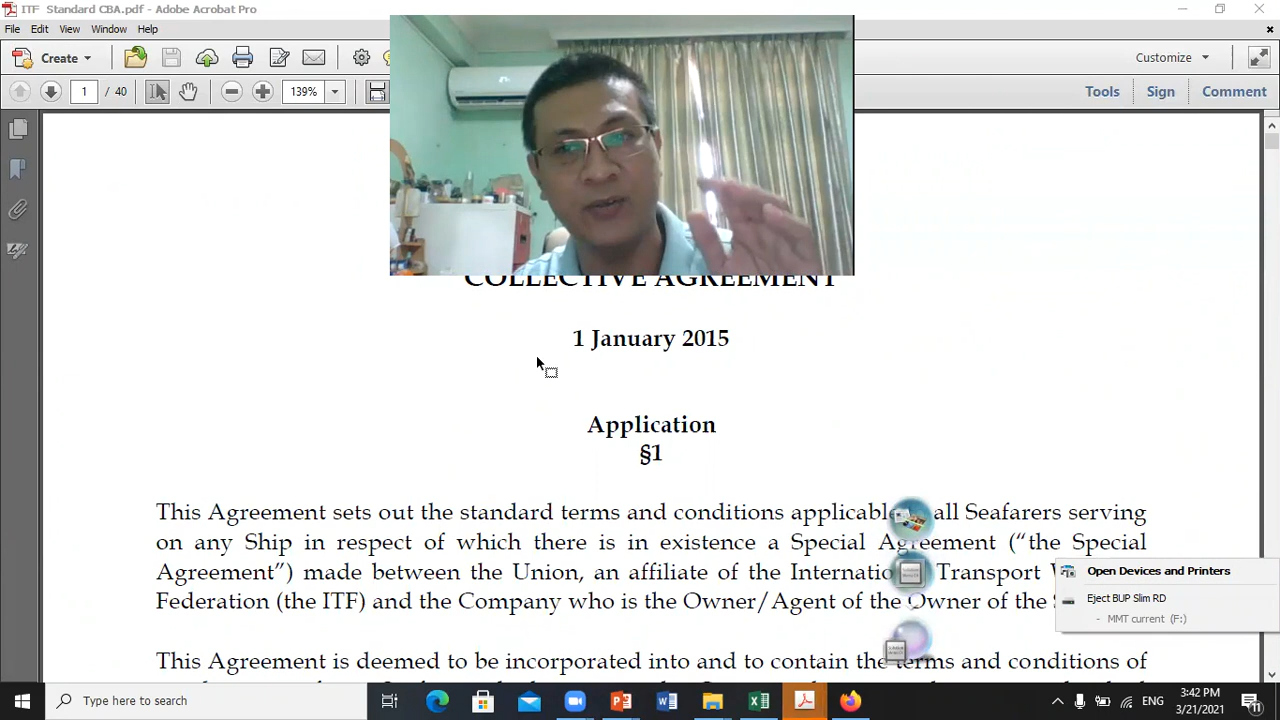 ITF Standard CBA.pdf - Adobe Acrobat Pro
File Edit View Window Help
Create
Customize
1 / 40
139%
Tools Sign Comment
COLLECTIVE AGREEMENT
1 January 2015
Application
§1
This Agreement sets out the standard terms and conditions applicable all Seafarers serving
on any Ship in respect of which there is in existence a Special Agreement (“the Special
Agreement”) made between the Union, an affiliate of the Internatio Transport
Federation (the ITF) and the Company who is the Owner/Agent of the Owner of the
This Agreement is deemed to be incorporated into and to contain the terms and conditions of
Open Devices and Printers
Eject BUP Slim RD
- MMT current (F:)
Type here to search
ENG
3:42 PM
3/21/2021
11